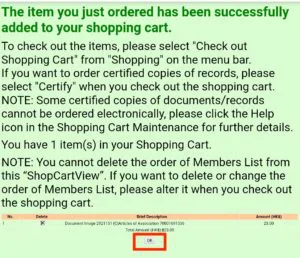 The item you just ordered has been successfully
added to your shopping cart.
To check out the items, please select "Check out
Shopping Cart" from "Shopping" on the menu bar.
If you want to order certified copies of records, please
select "Certify" when you check out the shopping cart.
NOTE: Some certified copies of documents/records
cannot be ordered electronically, please click the Help
icon in the Shopping Cart Maintenance for further details.
You have 1 item(s) in your Shopping Cart.
NOTE: You cannot delete the order of Members List from
this "ShopCartView". If you want to delete or change the
order of Members List, please alter it when you check out
the shopping cart.
No. Delete Brief Description Amount (HK$)
1 Document Image of Association 23.00
Total Amount (HK$) 23.00
OK